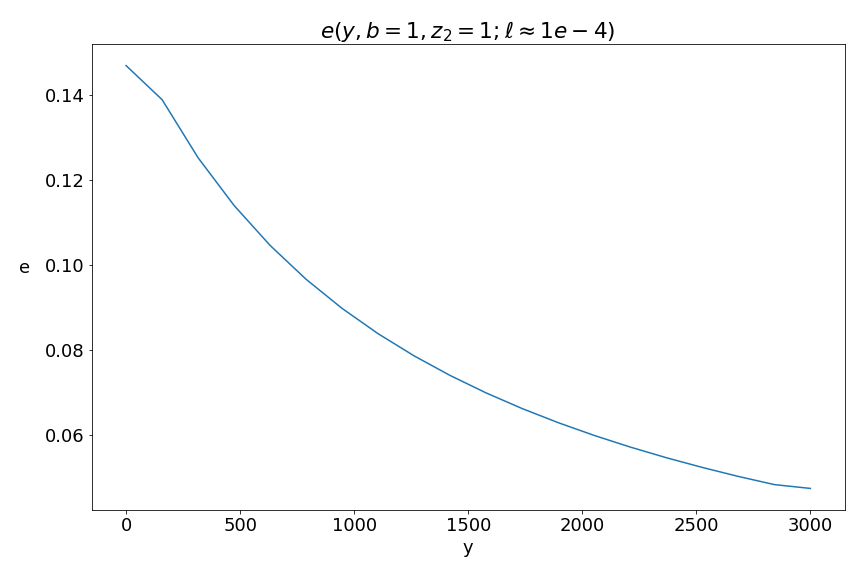 e(y, b = 1, z₂ = 1; ℓ ≈ 1e − 4)
0.14
0.12
0.10
e
0.08
0.06
0 500 1000 1500 2000 2500 3000
y